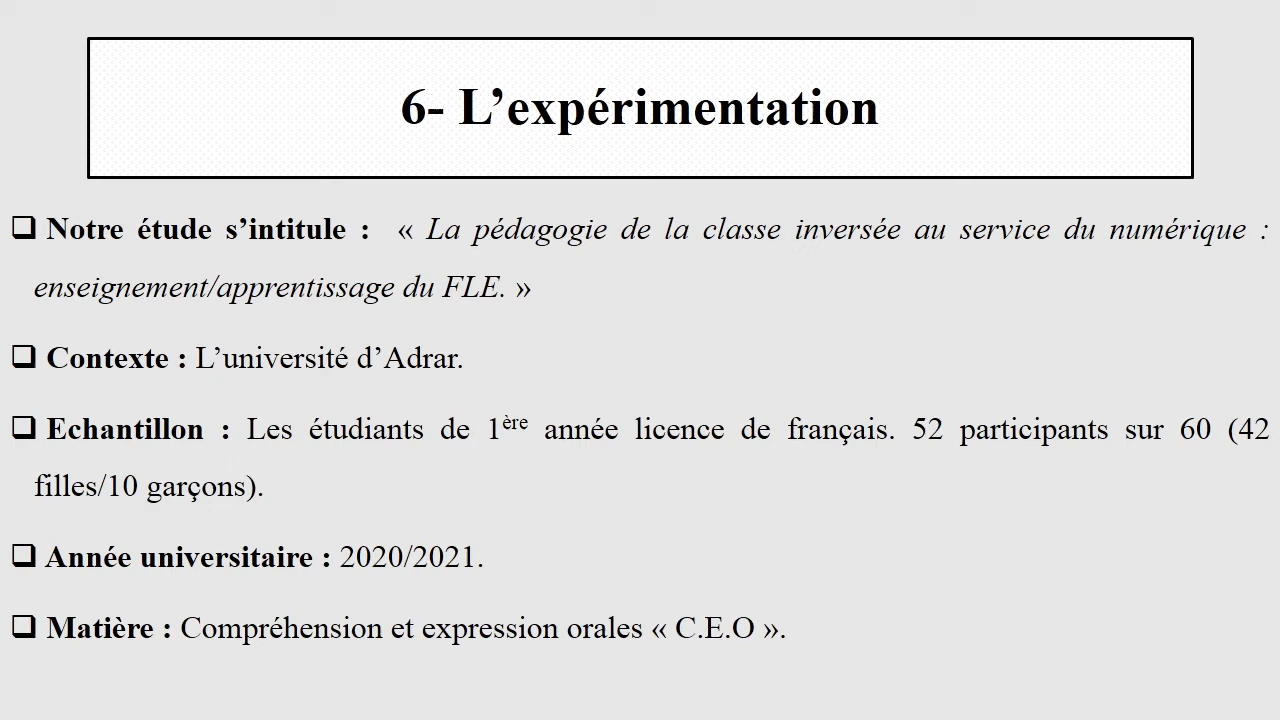 6- L’expérimentation
❑ Notre étude s’intitule : « La pédagogie de la classe inversée au service du numérique :
enseignement/apprentissage du FLE. »
❑ Contexte : L’université d’Adrar.
❑ Echantillon : Les étudiants de 1ère année licence de français. 52 participants sur 60 (42
filles/10 garçons).
❑ Année universitaire : 2020/2021.
❑ Matière : Compréhension et expression orales « C.E.O ».